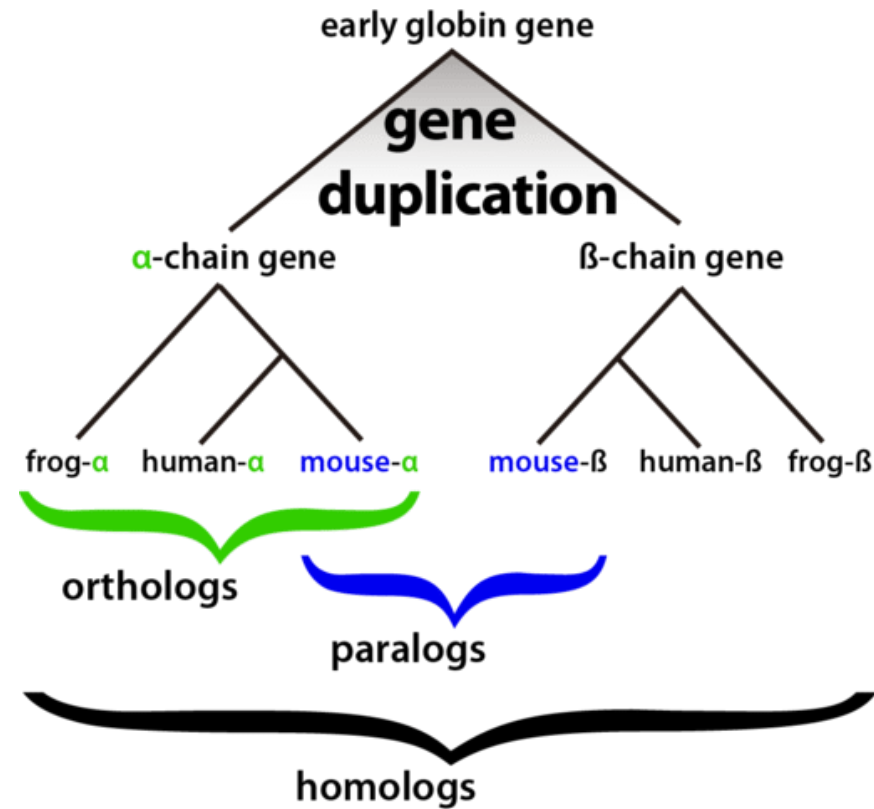 early globin gene
gene
duplication
α-chain gene
ß-chain gene
frog-α human-α mouse-α mouse-ß human-ß frog-ß
orthologs
paralogs
homologs